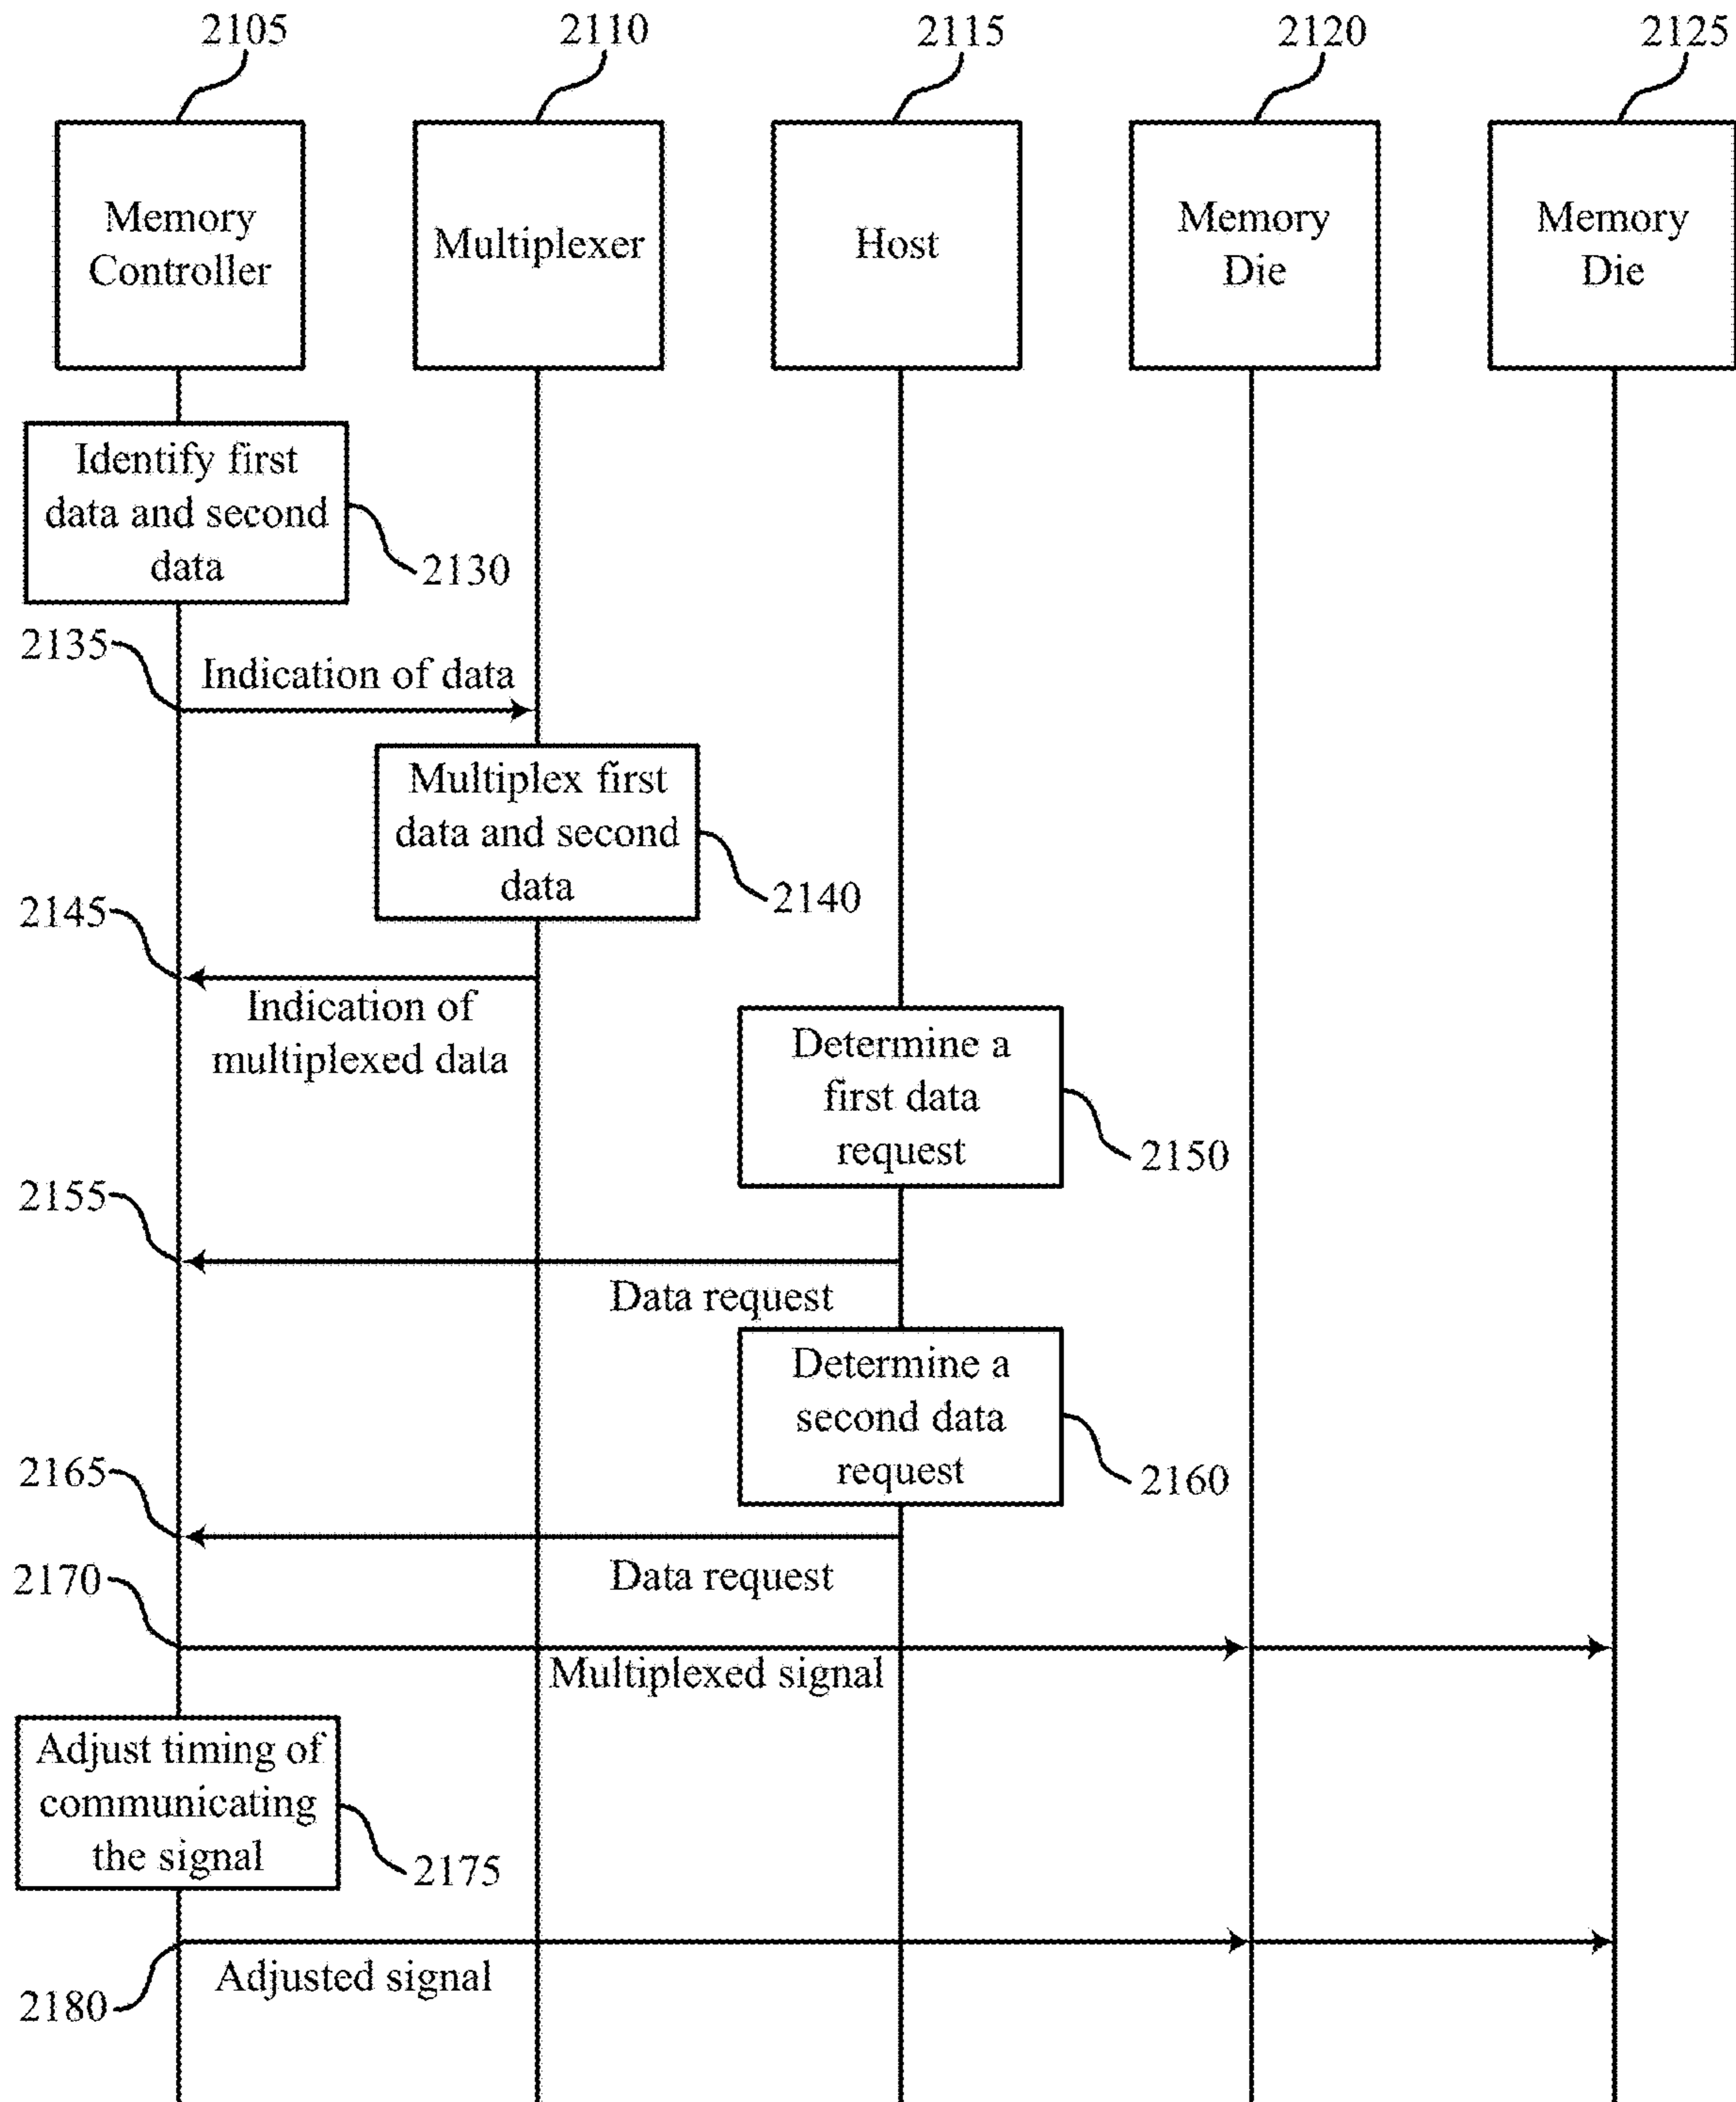 2105
2110
2115
2120
2125
Memory
Controller
Multiplexer
Host
Memory
Die
Memory
Die
Identify first
data and second
data
2130
2135
Indication of data
Multiplex first
data and second
data
2140
2145
Indication of
multiplexed data
Determine a
first data
request
2150
2155
Data request
Determine a
second data
request
2160
2165
Data request
2170
Multiplexed signal
Adjust timing of
communicating
the signal
2175
Adjusted signal
2180